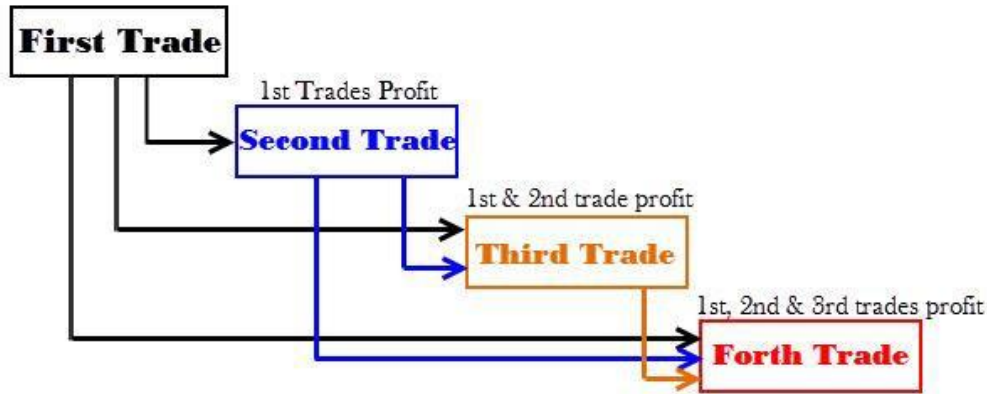 First Trade
1st Trades Profit
Second Trade
1st & 2nd trade profit
Third Trade
1st, 2nd & 3rd trades profit
Forth Trade